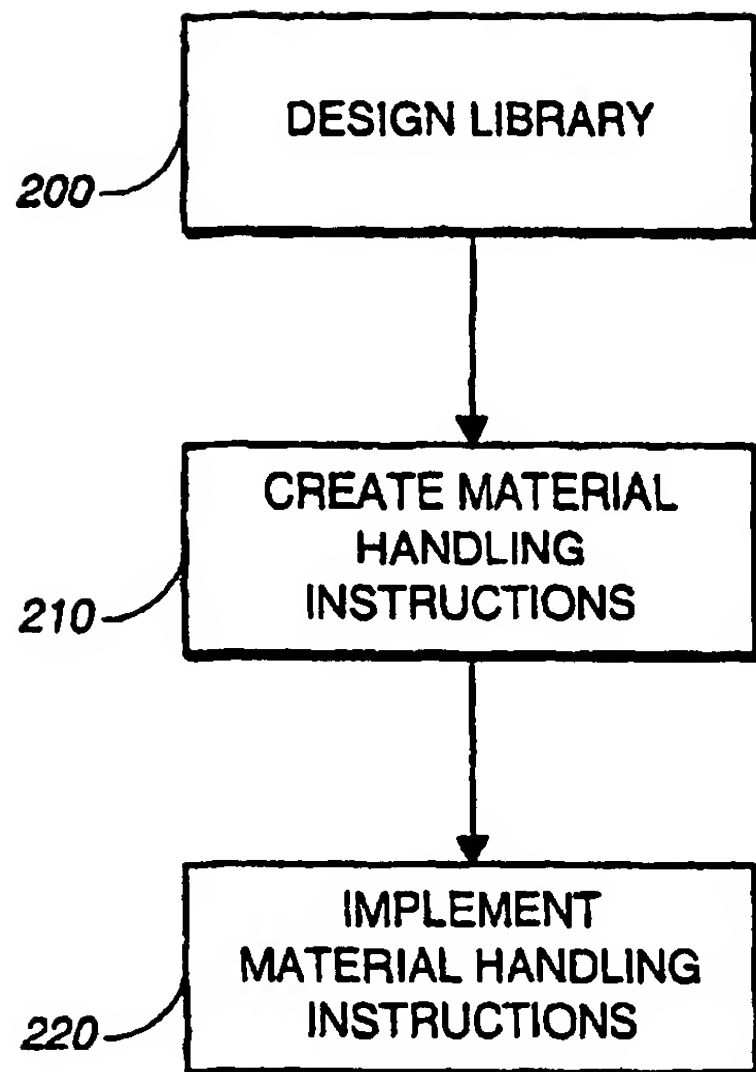 DESIGN LIBRARY
200
CREATE MATERIAL
HANDLING
INSTRUCTIONS
210
IMPLEMENT
MATERIAL HANDLING
INSTRUCTIONS
220